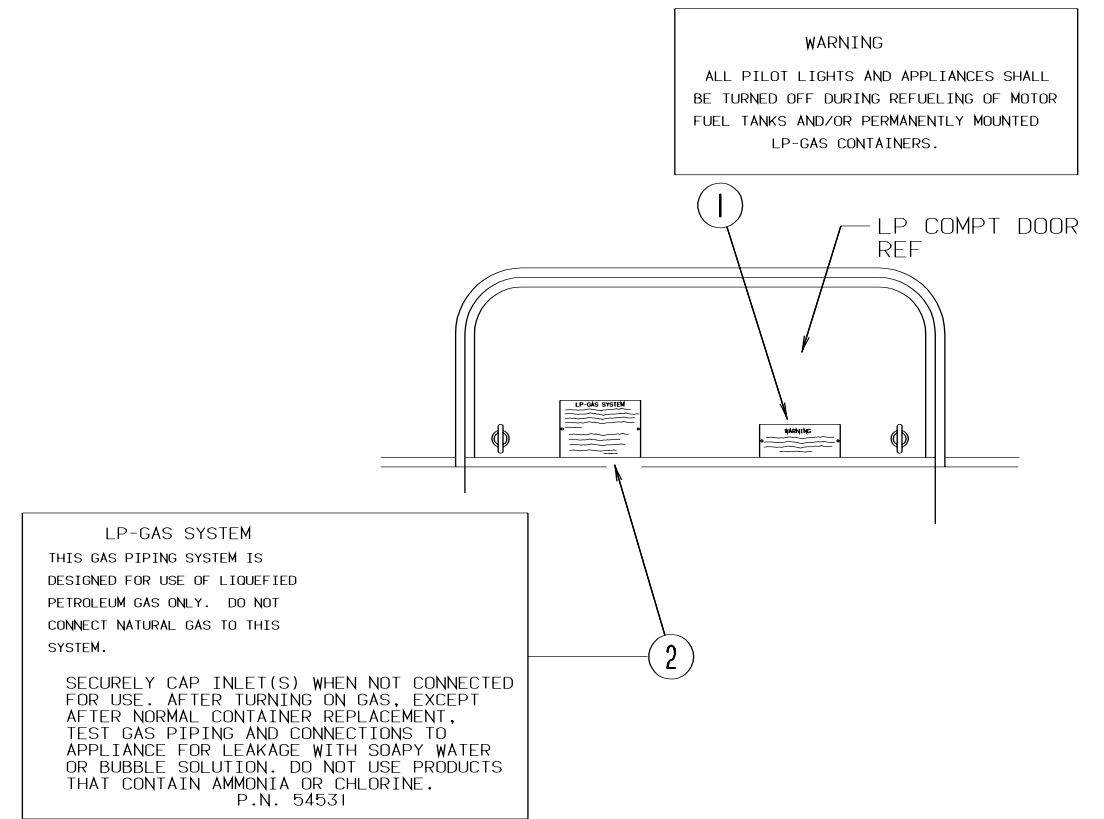 WARNING
ALL PILOT LIGHTS AND APPLIANCES SHALL
BE TURNED OFF DURING REFUELING OF MOTOR
FUEL TANKS AND/OR PERMANENTLY MOUNTED
LP-GAS CONTAINERS.
1
LP COMPT DOOR
REF
LP-GAS SYSTEM
WARNING
LP-GAS SYSTEM
THIS GAS PIPING SYSTEM IS
DESIGNED FOR USE OF LIQUEFIED
PETROLEUM GAS ONLY. DO NOT
CONNECT NATURAL GAS TO THIS
SYSTEM.
SECURELY CAP INLET(S) WHEN NOT CONNECTED
FOR USE. AFTER TURNING ON GAS, EXCEPT
AFTER NORMAL CONTAINER REPLACEMENT,
TEST GAS PIPING AND CONNECTIONS TO
APPLIANCE FOR LEAKAGE WITH SOAPY WATER
OR BUBBLE SOLUTION. DO NOT USE PRODUCTS
THAT CONTAIN AMMONIA OR CHLORINE.
P.N. 54531
2